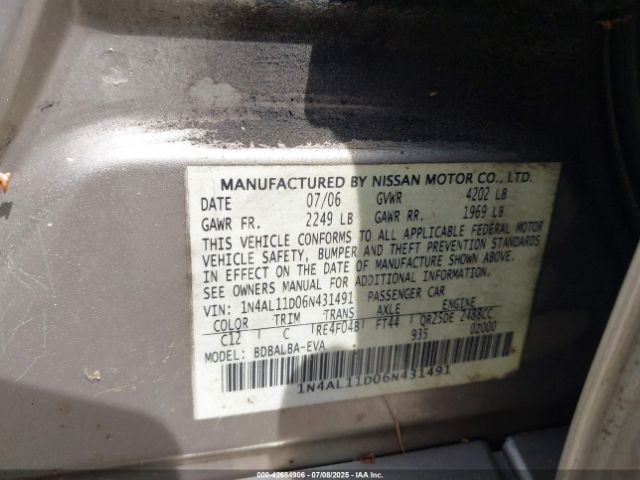 MANUFACTURED BY NISSAN MOTOR CO., LTD.
DATE 07/06 GVWR 4202 LB
GAWR FR. 2249 LB GAWR RR. 1969 LB
THIS VEHICLE CONFORMS TO ALL APPLICABLE FEDERAL MOTOR
VEHICLE SAFETY, BUMPER, AND THEFT PREVENTION STANDARDS
IN EFFECT ON THE DATE OF MANUFACTURE SHOWN ABOVE.
SEE OWNERS MANUAL FOR ADDITIONAL INFORMATION.
VIN: 1N4AL11D06N431491 PASSENGER CAR
COLOR TRIM TRANS AXLE ENGINE
C12 C RE4F04B FT44 QR25DE 2488CC
MODEL: BDBALBA-EVA 935 02000
1N4AL11D06N431491
000-42684906 - 07/08/2025 - IAAI.COM